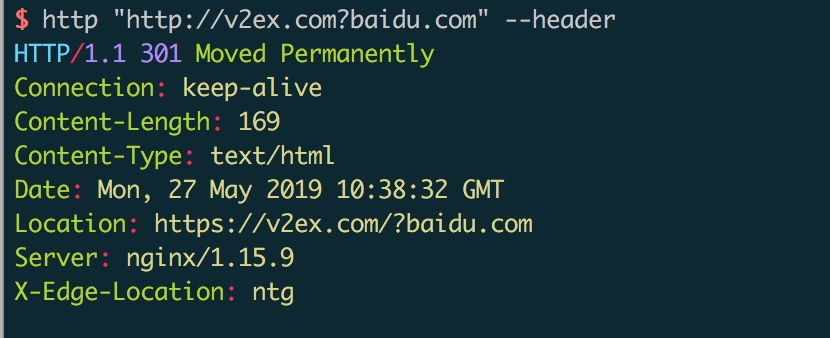 $ http "http://v2ex.com?baidu.com" --header
HTTP/1.1 301 Moved Permanently
Connection: keep-alive
Content-Length: 169
Content-Type: text/html
Date: Mon, 27 May 2019 10:38:32 GMT
Location: https://v2ex.com/?baidu.com
Server: nginx/1.15.9
X-Edge-Location: ntg